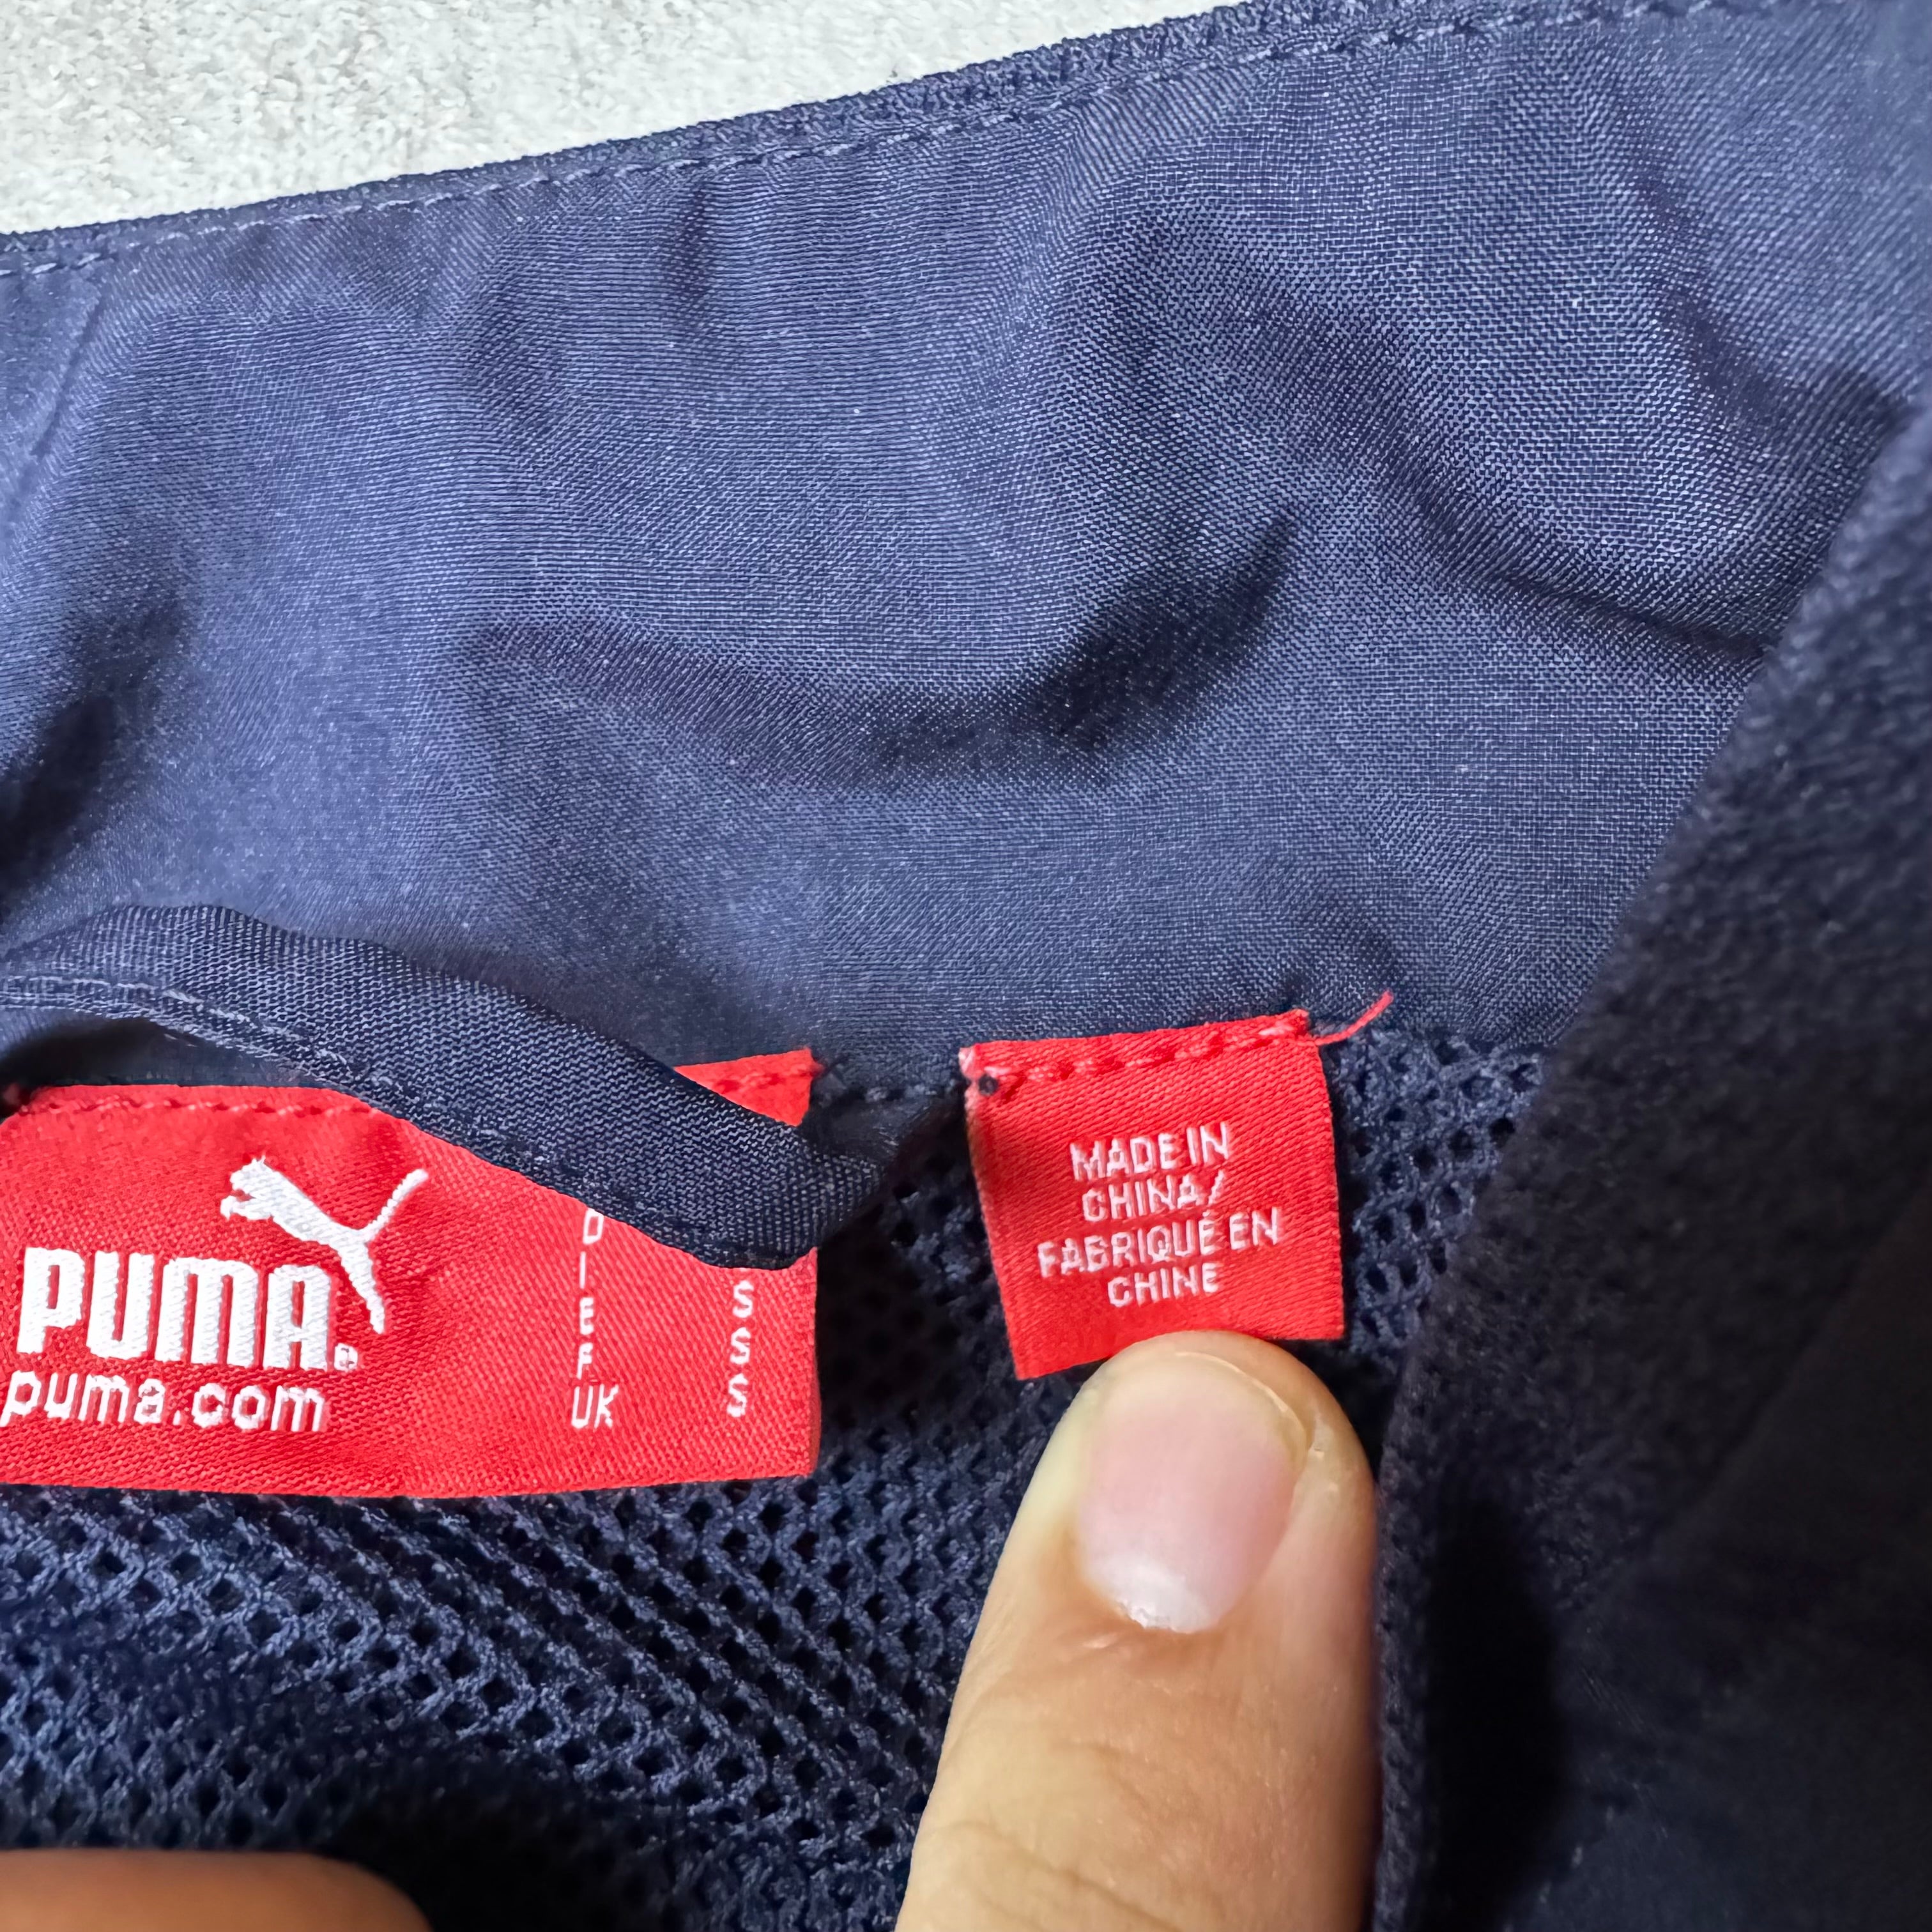 PUMA®
puma.com
D
I
E S
F S
UK S
MADE IN
CHINA/
FABRIQUÉ EN
CHINE